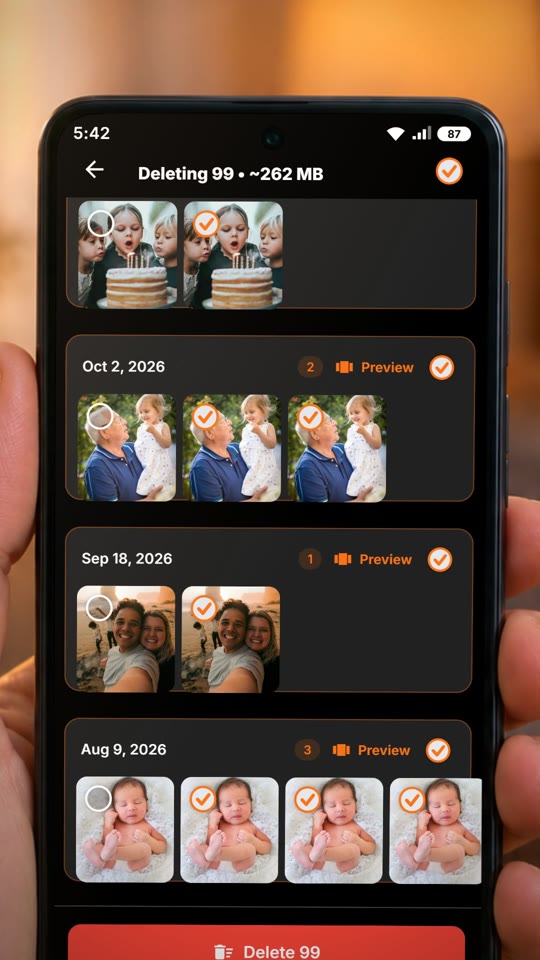 5:42
87
Deleting 99 • ~262 MB
Oct 2, 2026
2
Preview
Sep 18, 2026
1
Preview
Aug 9, 2026
3
Preview
Delete 99